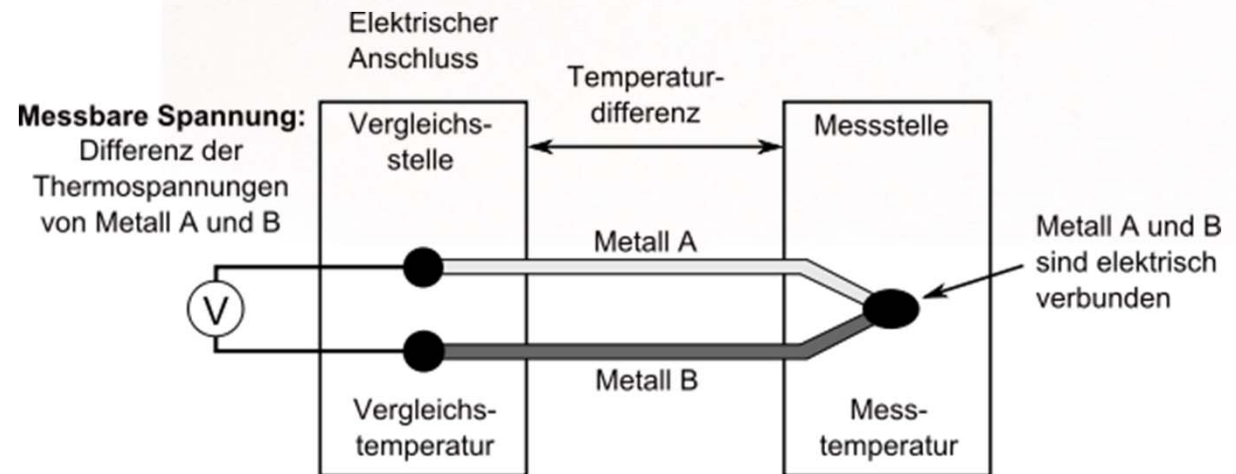 Elektrischer
Anschluss
Messbare Spannung:
Differenz der
Thermospannungen
von Metall A und B
Vergleichs-
stelle
Temperatur-
differenz
Messstelle
Metall A
Metall B
V
Metall A und B
sind elektrisch
verbunden
Vergleichs-
temperatur
Mess-
temperatur